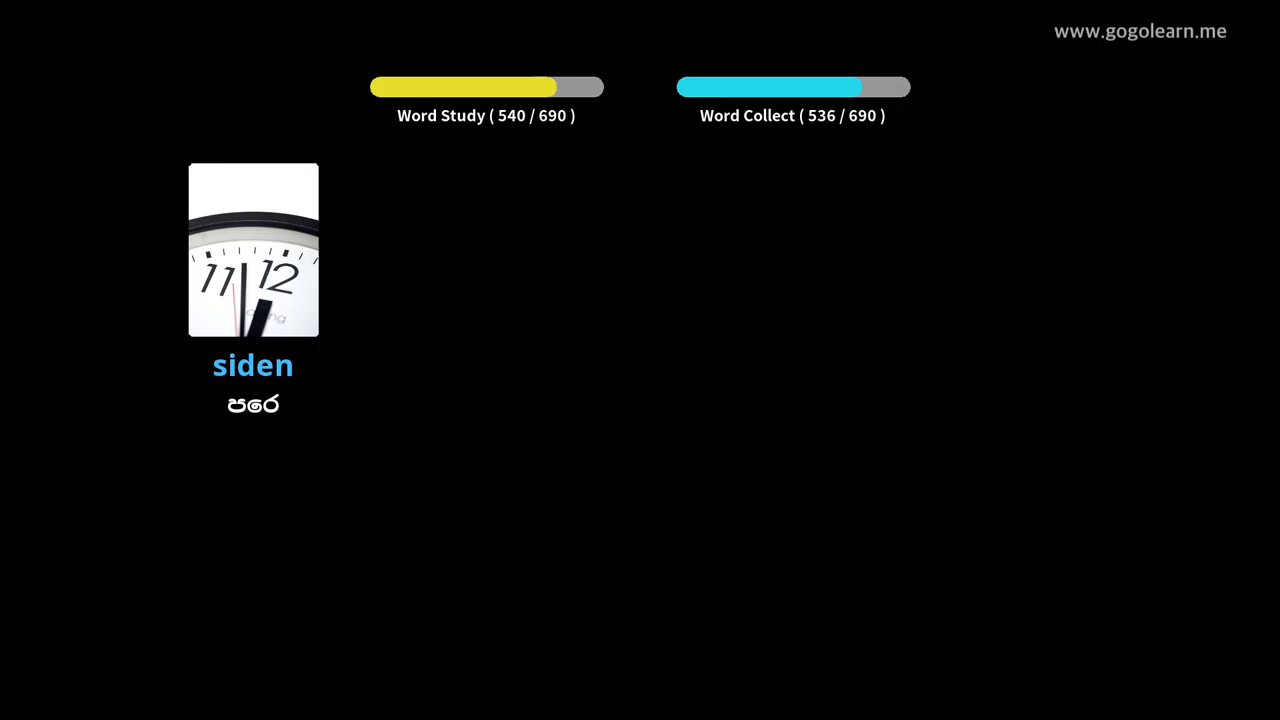 www.gogolearn.me
Word Study ( 540 / 690 )
Word Collect ( 536 / 690 )
11 12
siden
පරෙ